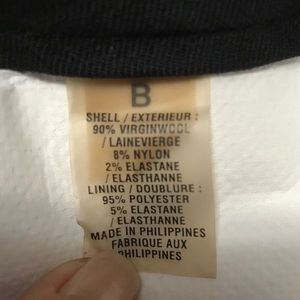 B
SHELL / EXTERIEUR :
90% VIRGINWOOL
/ LAINEVIERGE
8% NYLON
2% ELASTANE
/ ELASTHANNE
LINING / DOUBLURE :
95% POLYESTER
5% ELASTANE
/ ELASTHANNE
MADE IN PHILIPPINES
FABRIQUE AUX
PHILIPPINES